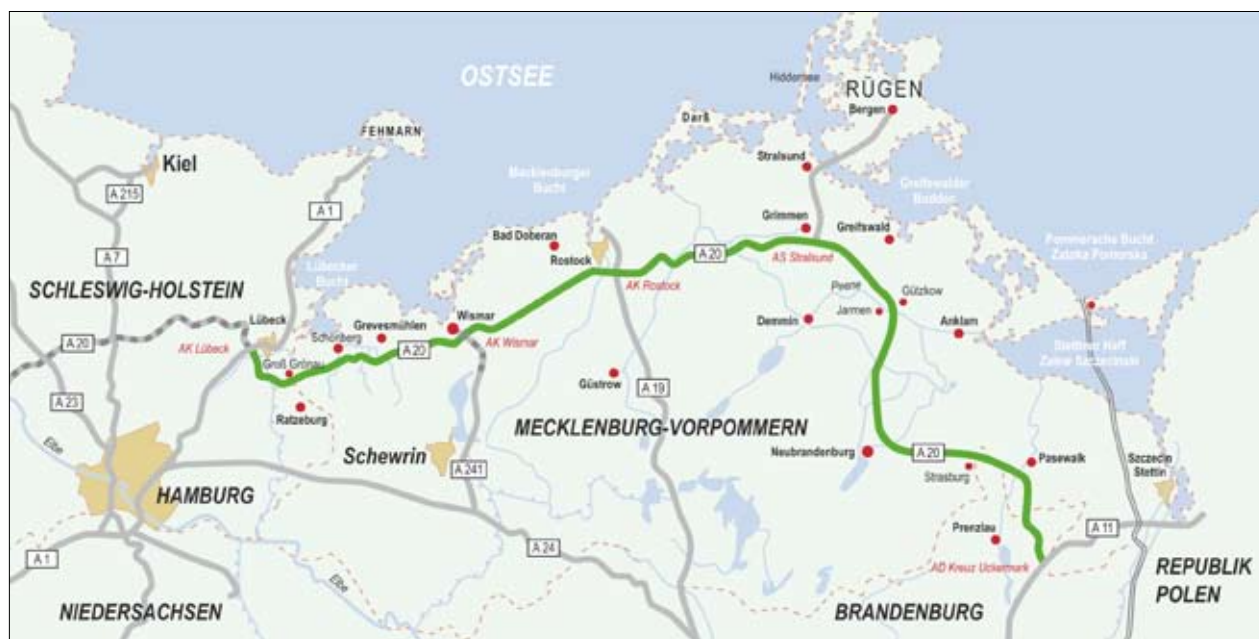 OSTSEE
Hiddensee
RÜGEN
Bergen
FEHMARN
Darß
Kiel
Stralsund
A 215
Mecklenburger
Bucht
Greifswalder
Bodden
A 1
Grimmen
Greifswald
Bad Doberan
Rostock
A 20
AS Stralsund
Pommersche Bucht
Zatoka Pomorska
A 7
Lübecker
Bucht
AK Rostock
SCHLESWIG-HOLSTEIN
Peene
Gützkow
Jarmen
Wismar
Lübeck
Schönberg
Grevesmühlen
Demmin
Anklam
A 20
AK Lübeck
A 20
AK Wismar
Stettiner Haff
Zalew Szczecinski
Groß Grönau
Güstrow
A 19
A 23
Ratzeburg
MECKLENBURG-VORPOMMERN
Elbe
Schewrin
Neubrandenburg
A 20
Pasewalk
Szczecin
Stettin
A 241
Strasburg
HAMBURG
Prenzlau
A 11
A 1
A 24
AD Kreuz Uckermark
REPUBLIK
POLEN
Elbe
NIEDERSACHSEN
BRANDENBURG